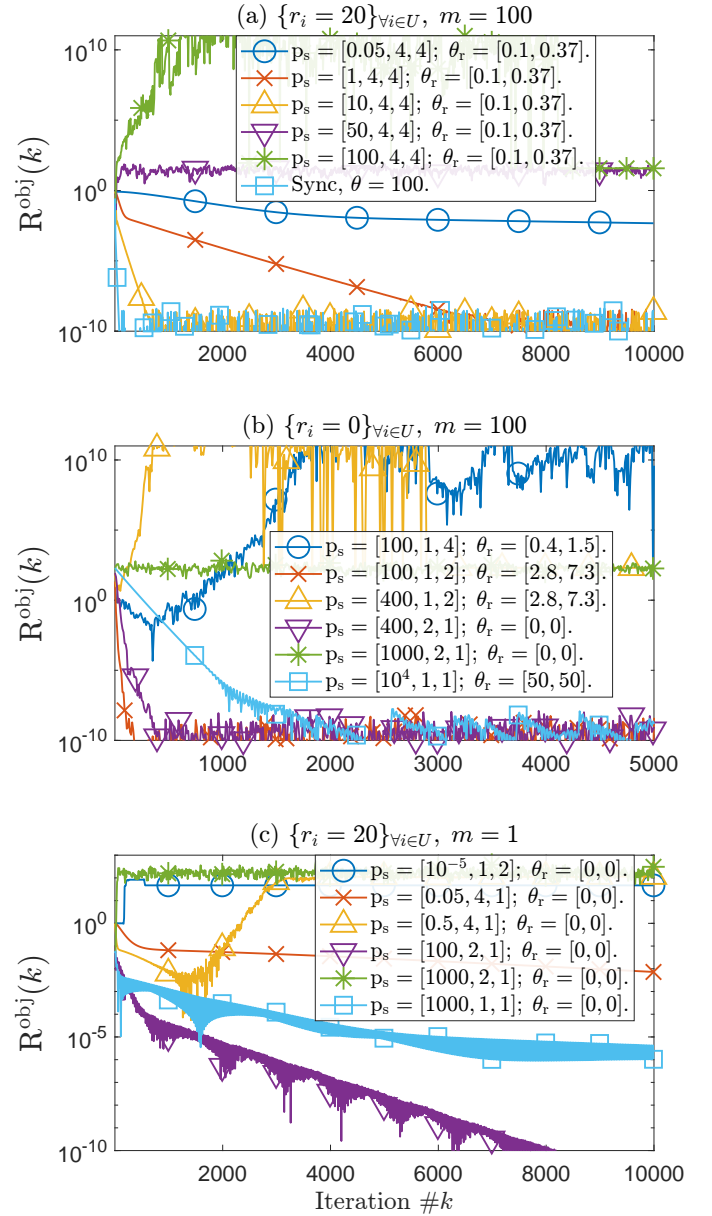 (a) {r_i = 20}_{∀i∈U}, m = 100
10^10
10^0
10^-10
R^obj(k)
p_s = [0.05, 4, 4]; θ_r = [0.1, 0.37].
p_s = [1, 4, 4]; θ_r = [0.1, 0.37].
p_s = [10, 4, 4]; θ_r = [0.1, 0.37].
p_s = [50, 4, 4]; θ_r = [0.1, 0.37].
p_s = [100, 4, 4]; θ_r = [0.1, 0.37].
Sync, θ = 100.
2000 4000 6000 8000 10000
(b) {r_i = 0}_{∀i∈U}, m = 100
10^10
10^0
10^-10
R^obj(k)
p_s = [100, 1, 4]; θ_r = [0.4, 1.5].
p_s = [100, 1, 2]; θ_r = [2.8, 7.3].
p_s = [400, 1, 2]; θ_r = [2.8, 7.3].
p_s = [400, 2, 1]; θ_r = [0, 0].
p_s = [1000, 2, 1]; θ_r = [0, 0].
p_s = [10^4, 1, 1]; θ_r = [50, 50].
1000 2000 3000 4000 5000
(c) {r_i = 20}_{∀i∈U}, m = 1
10^0
10^-5
10^-10
R^obj(k)
p_s = [10^-5, 1, 2]; θ_r = [0, 0].
p_s = [0.05, 4, 1]; θ_r = [0, 0].
p_s = [0.5, 4, 1]; θ_r = [0, 0].
p_s = [100, 2, 1]; θ_r = [0, 0].
p_s = [1000, 2, 1]; θ_r = [0, 0].
p_s = [1000, 1, 1]; θ_r = [0, 0].
2000 4000 6000 8000 10000
Iteration #k